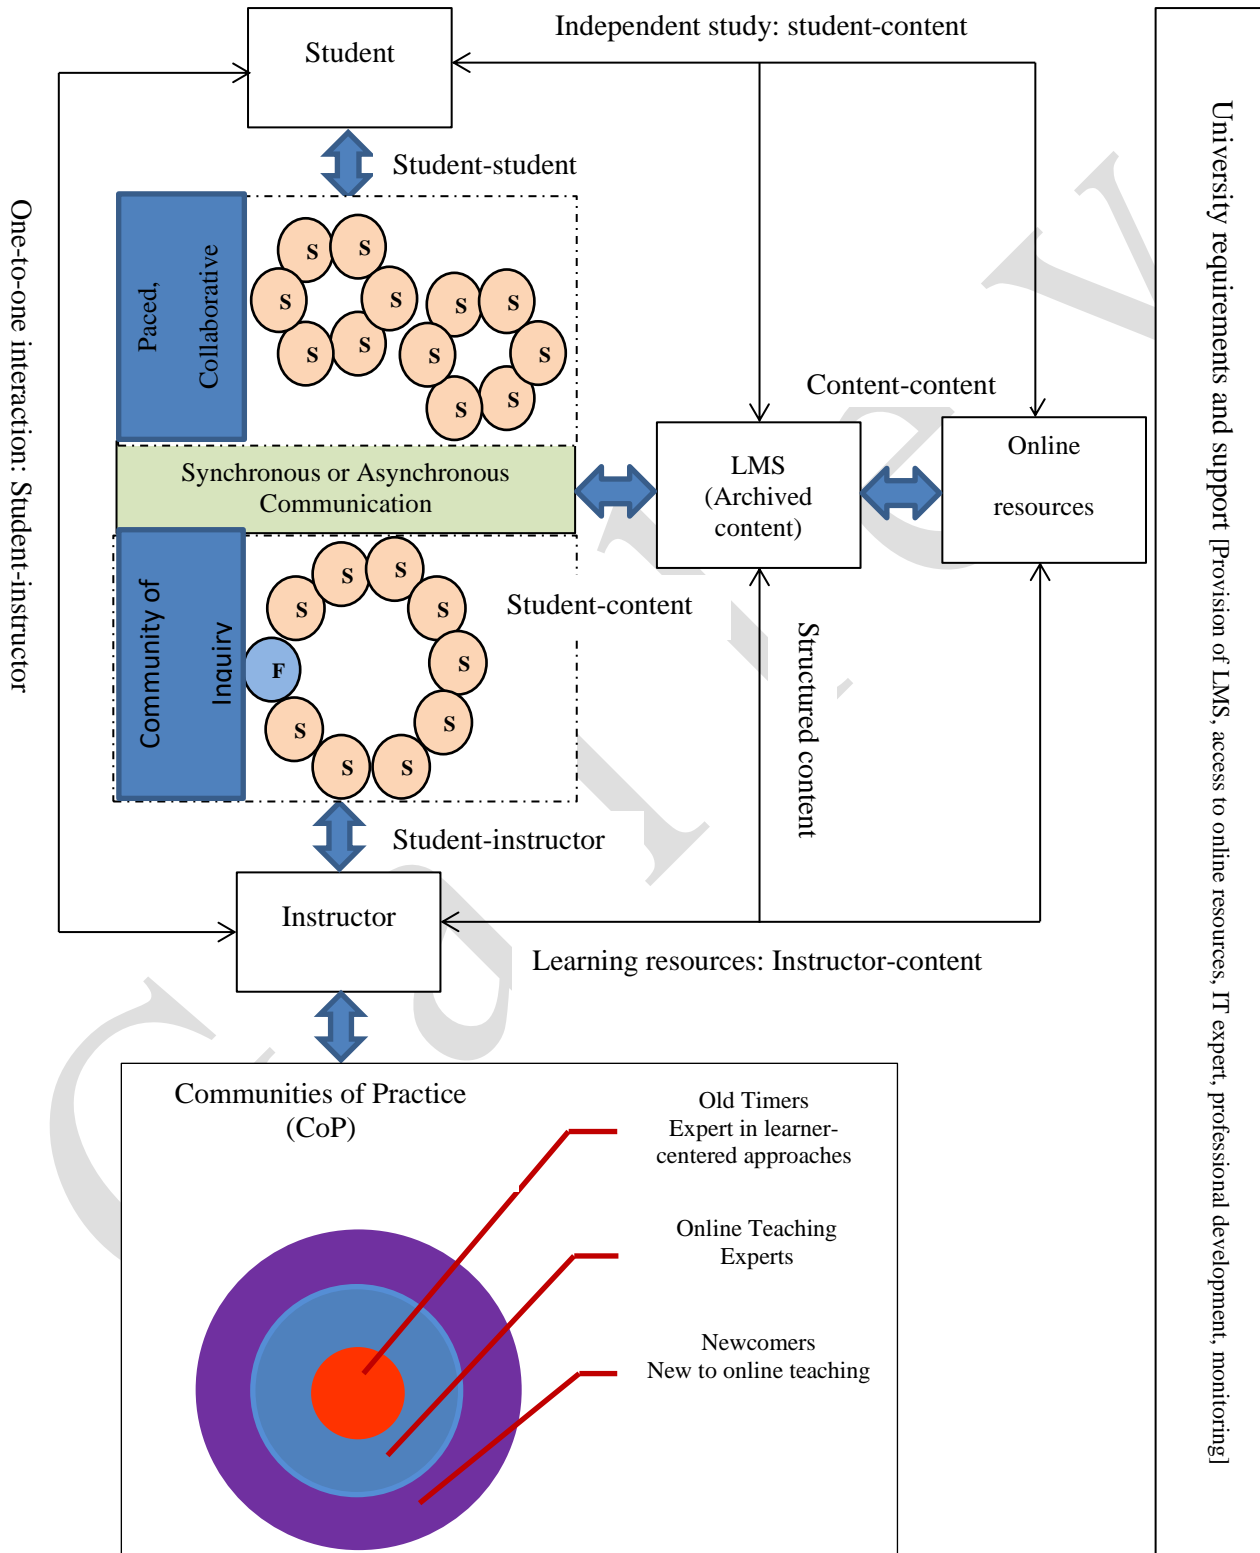 Independent study: student-content
Student
Student-student
Paced,
Collaborative
S
S
S
S
S
S
S
S
S
S
S
S
Content-content
Synchronous or Asynchronous
Communication
LMS
(Archived
content)
Online
resources
Community of
Inquiry
S
S
S
S
S
S
S
S
S
F
Student-content
Structured content
Student-instructor
Instructor
Learning resources: Instructor-content
One-to-one interaction: Student-instructor
University requirements and support [Provision of LMS, access to online resources, IT expert, professional development, monitoring]
Communities of Practice
(CoP)
Old Timers
Expert in learner-
centered approaches
Online Teaching
Experts
Newcomers
New to online teaching